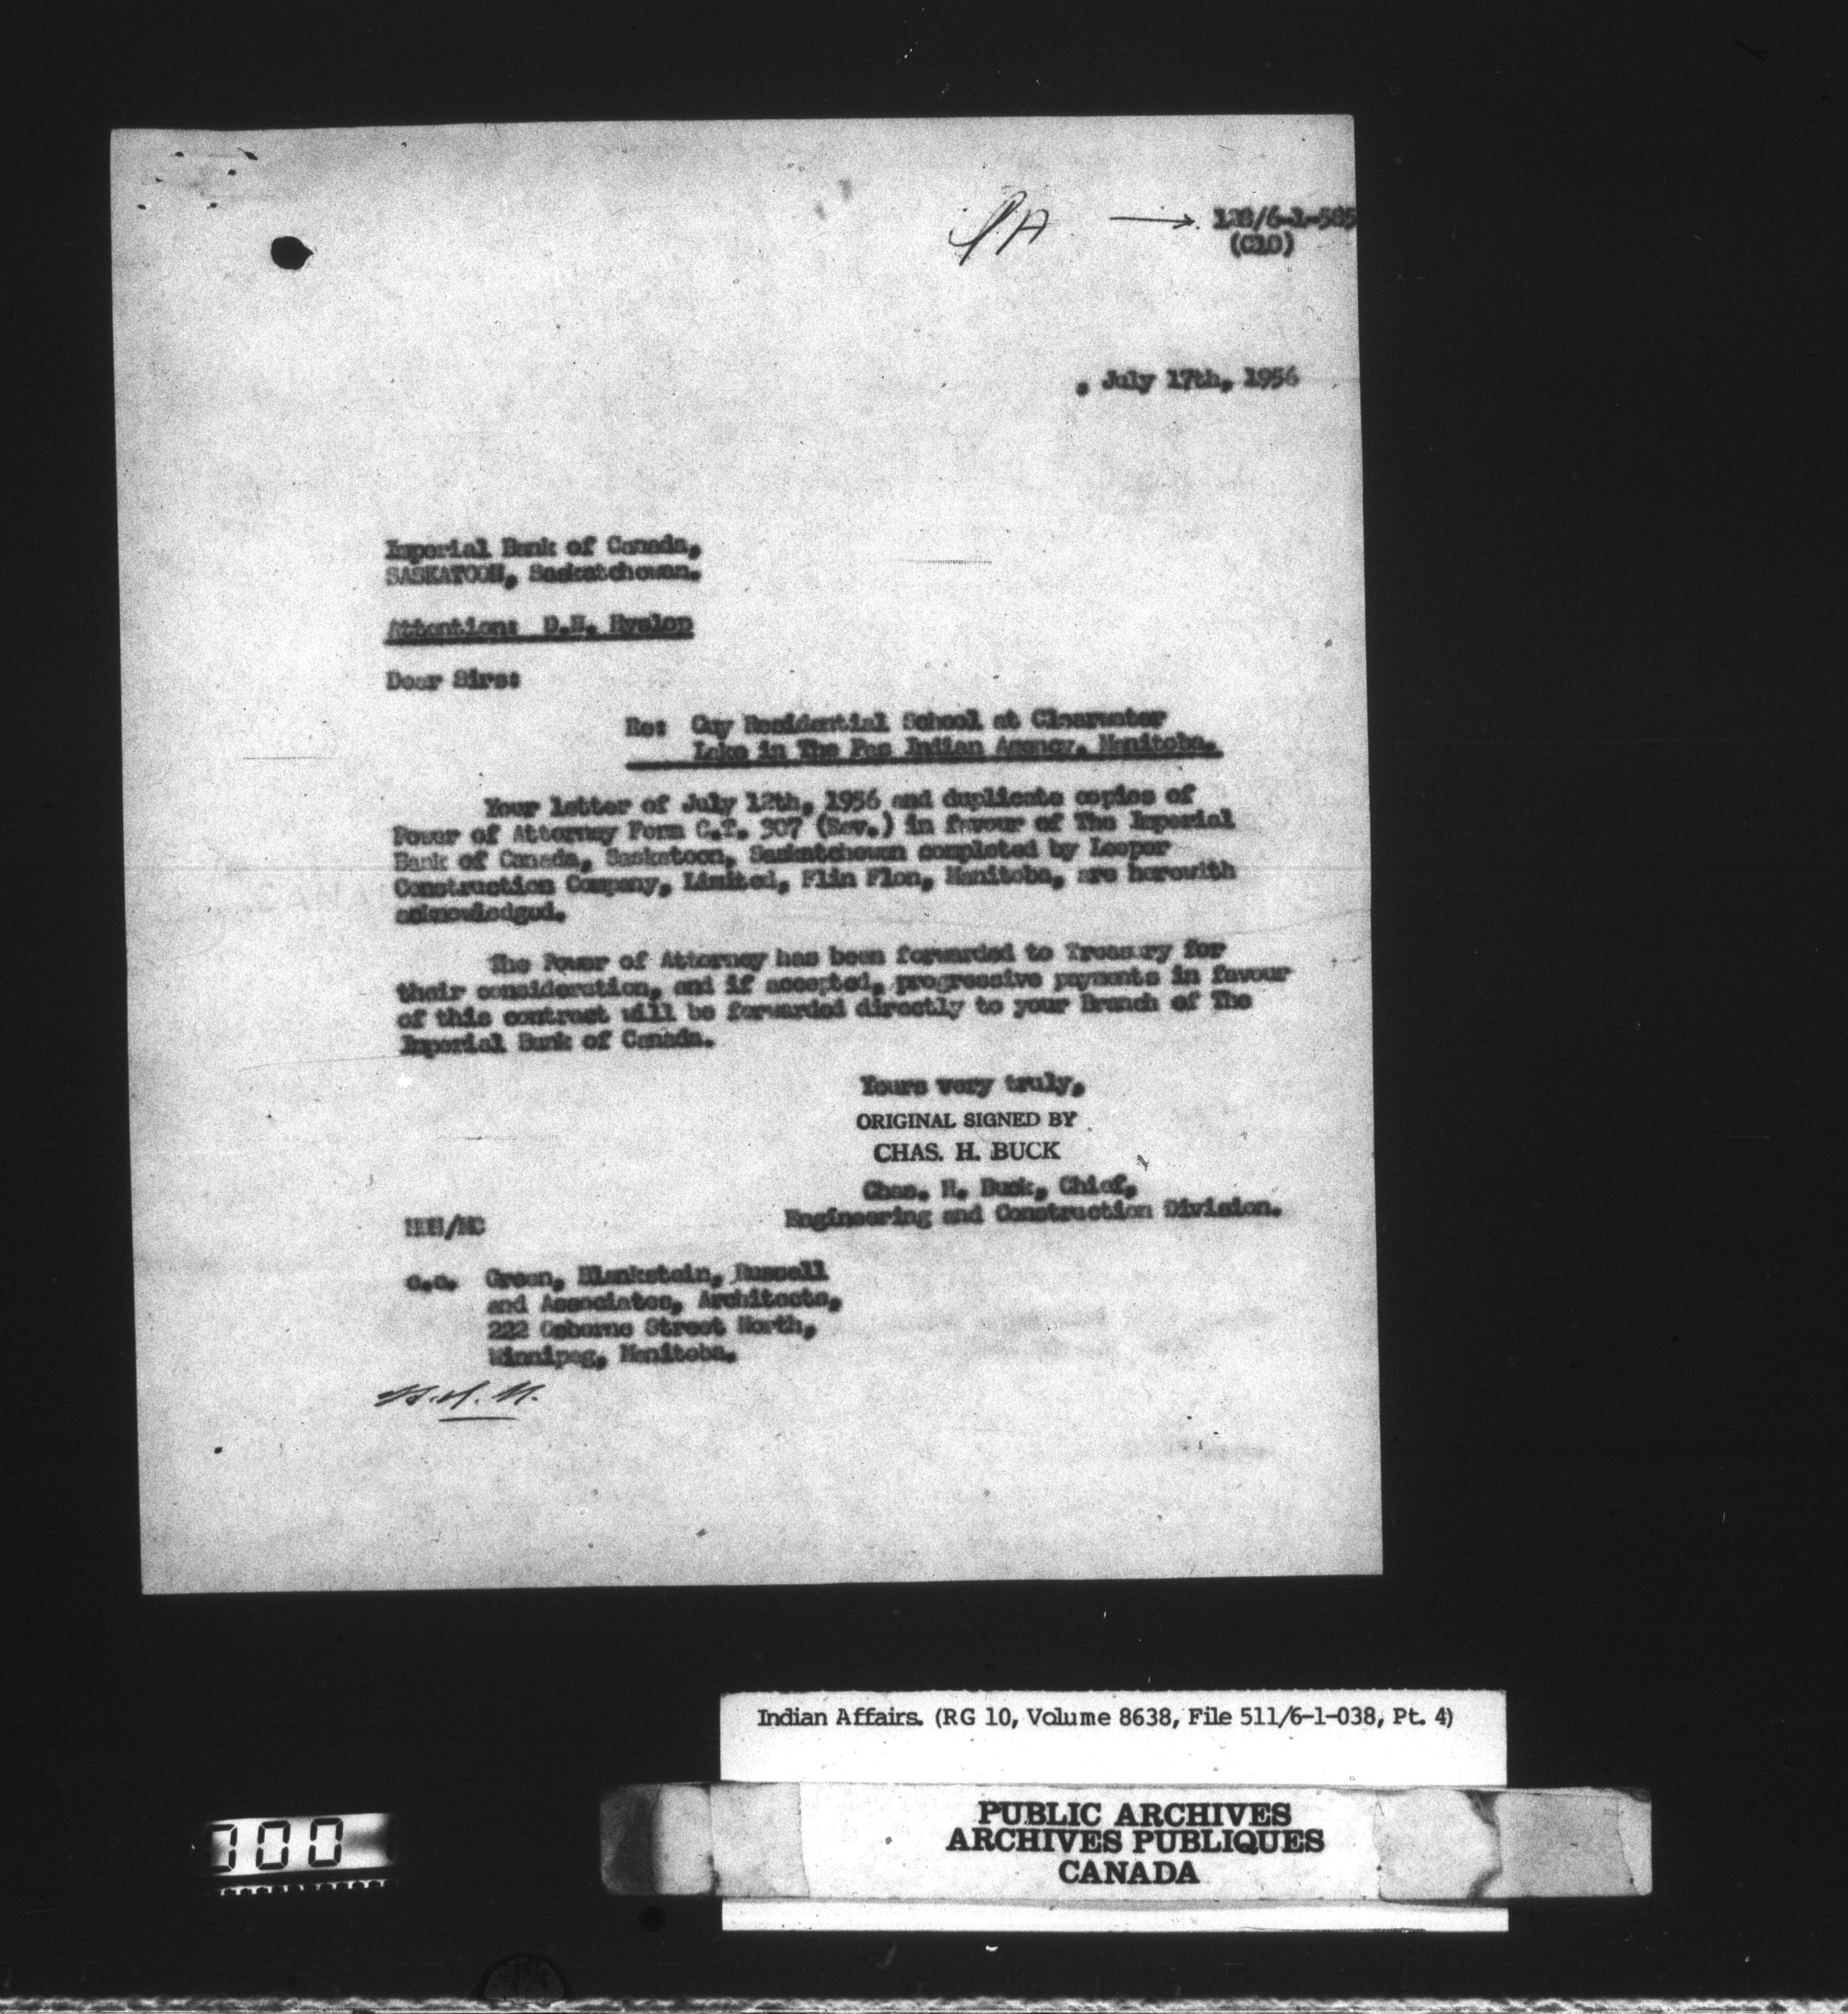 PA → 128/6-1-585
(C10)
July 17th, 1956
Imperial Bank of Canada,
SASKATOON, Saskatchewan.
Attention: D.H. Hyslop
Dear Sirs:
Re: Guy Residential School at Clearwater
Lake in The Pas Indian Agency, Manitoba.
Your letter of July 12th, 1956 and duplicate copies of
Power of Attorney Form C.T. 307 (Rev.) in favour of The Imperial
Bank of Canada, Saskatoon, Saskatchewan completed by Leeper
Construction Company, Limited, Flin Flon, Manitoba, are herewith
acknowledged.
The Power of Attorney has been forwarded to Treasury for
their consideration, and if accepted, progressive payments in favour
of this contract will be forwarded directly to your Branch of The
Imperial Bank of Canada.
Yours very truly,
ORIGINAL SIGNED BY
CHAS. H. BUCK
Chas. H. Buck, Chief,
Engineering and Construction Division.
c.c. Green, Blankstein, Russell
and Associates, Architects,
222 Osborne Street North,
Winnipeg, Manitoba.
Indian Affairs. (RG 10, Volume 8638, File 511/6-1-038, Pt. 4)
PUBLIC ARCHIVES
ARCHIVES PUBLIQUES
CANADA
00